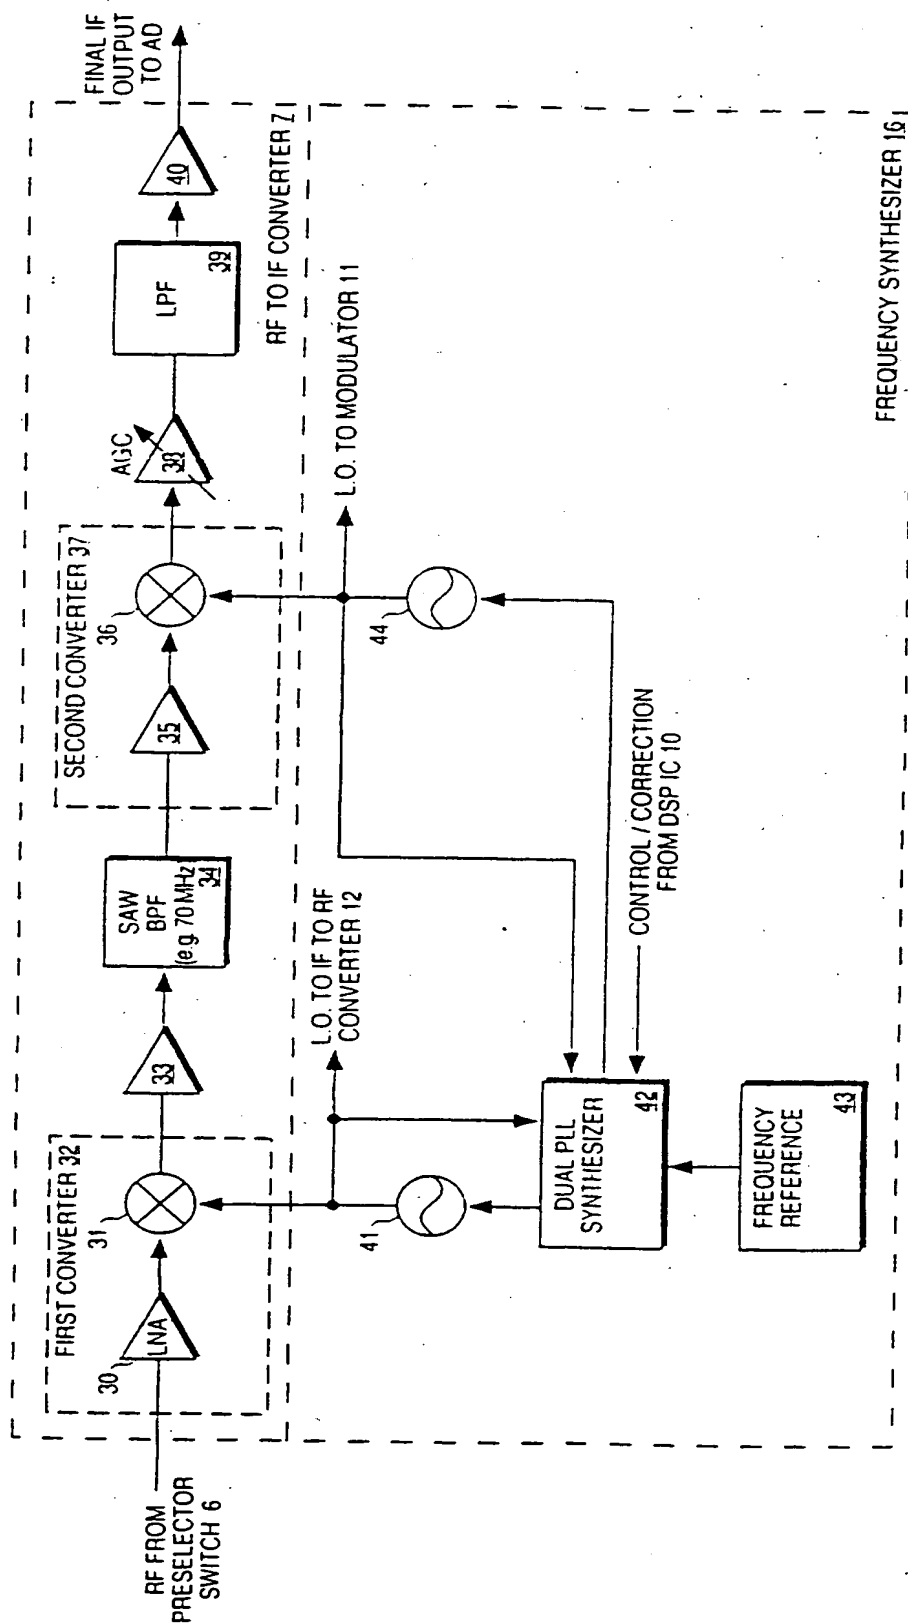 RF FROM
PRESELECTOR
SWITCH 6
FIRST CONVERTER 32
30
LNA
31
33
SAW
BPF
(e.g. 70 MHz)
34
SECOND CONVERTER 37
35
36
AGC
38
LPF
39
40
FINAL IF
OUTPUT
TO AD
RF TO IF CONVERTER 7
L.O. TO IF TO RF
CONVERTER 12
L.O. TO MODULATOR 11
41
44
DUAL PLL
SYNTHESIZER
42
CONTROL / CORRECTION
FROM DSP IC 10
FREQUENCY
REFERENCE
43
FREQUENCY SYNTHESIZER 16